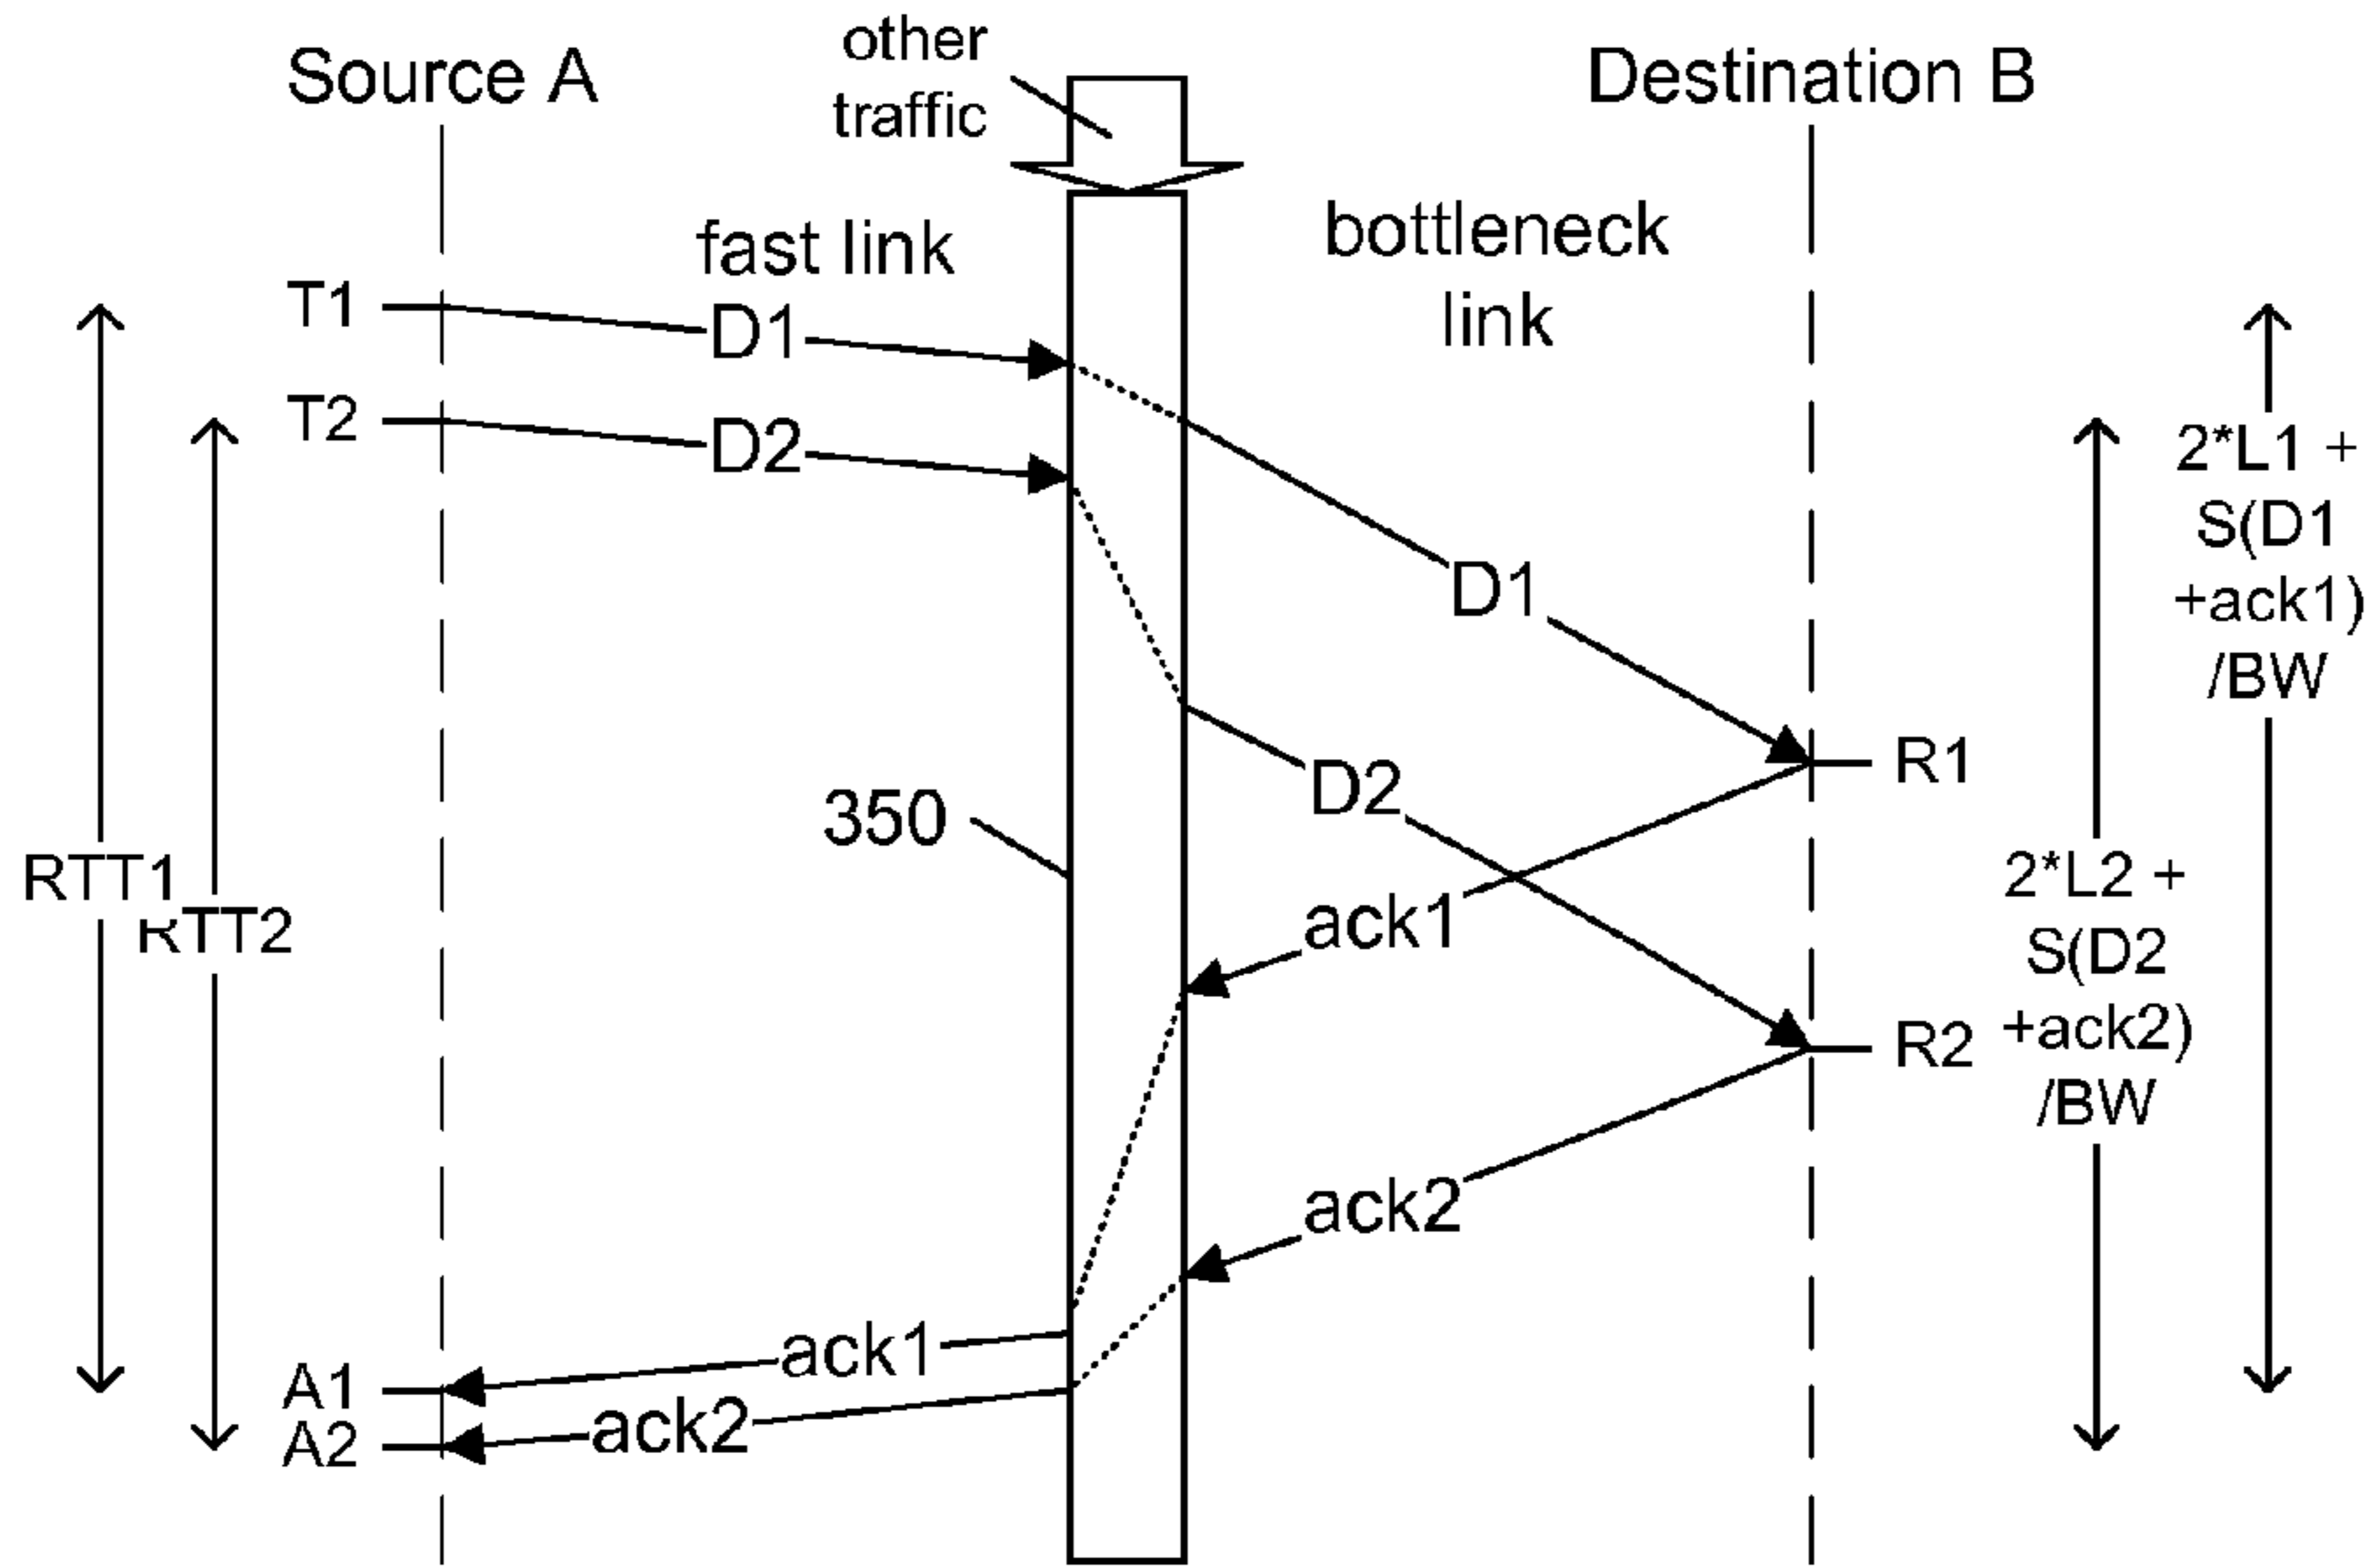 other
traffic
Source A
Destination B
fast link
bottleneck
link
T1
D1
T2
D2
2*L1 +
S(D1
+ack1)
/BW
D1
R1
D2
350
RTT1
RTT2
ack1
2*L2 +
S(D2
+ack2)
/BW
R2
ack2
ack1
A1
ack2
A2